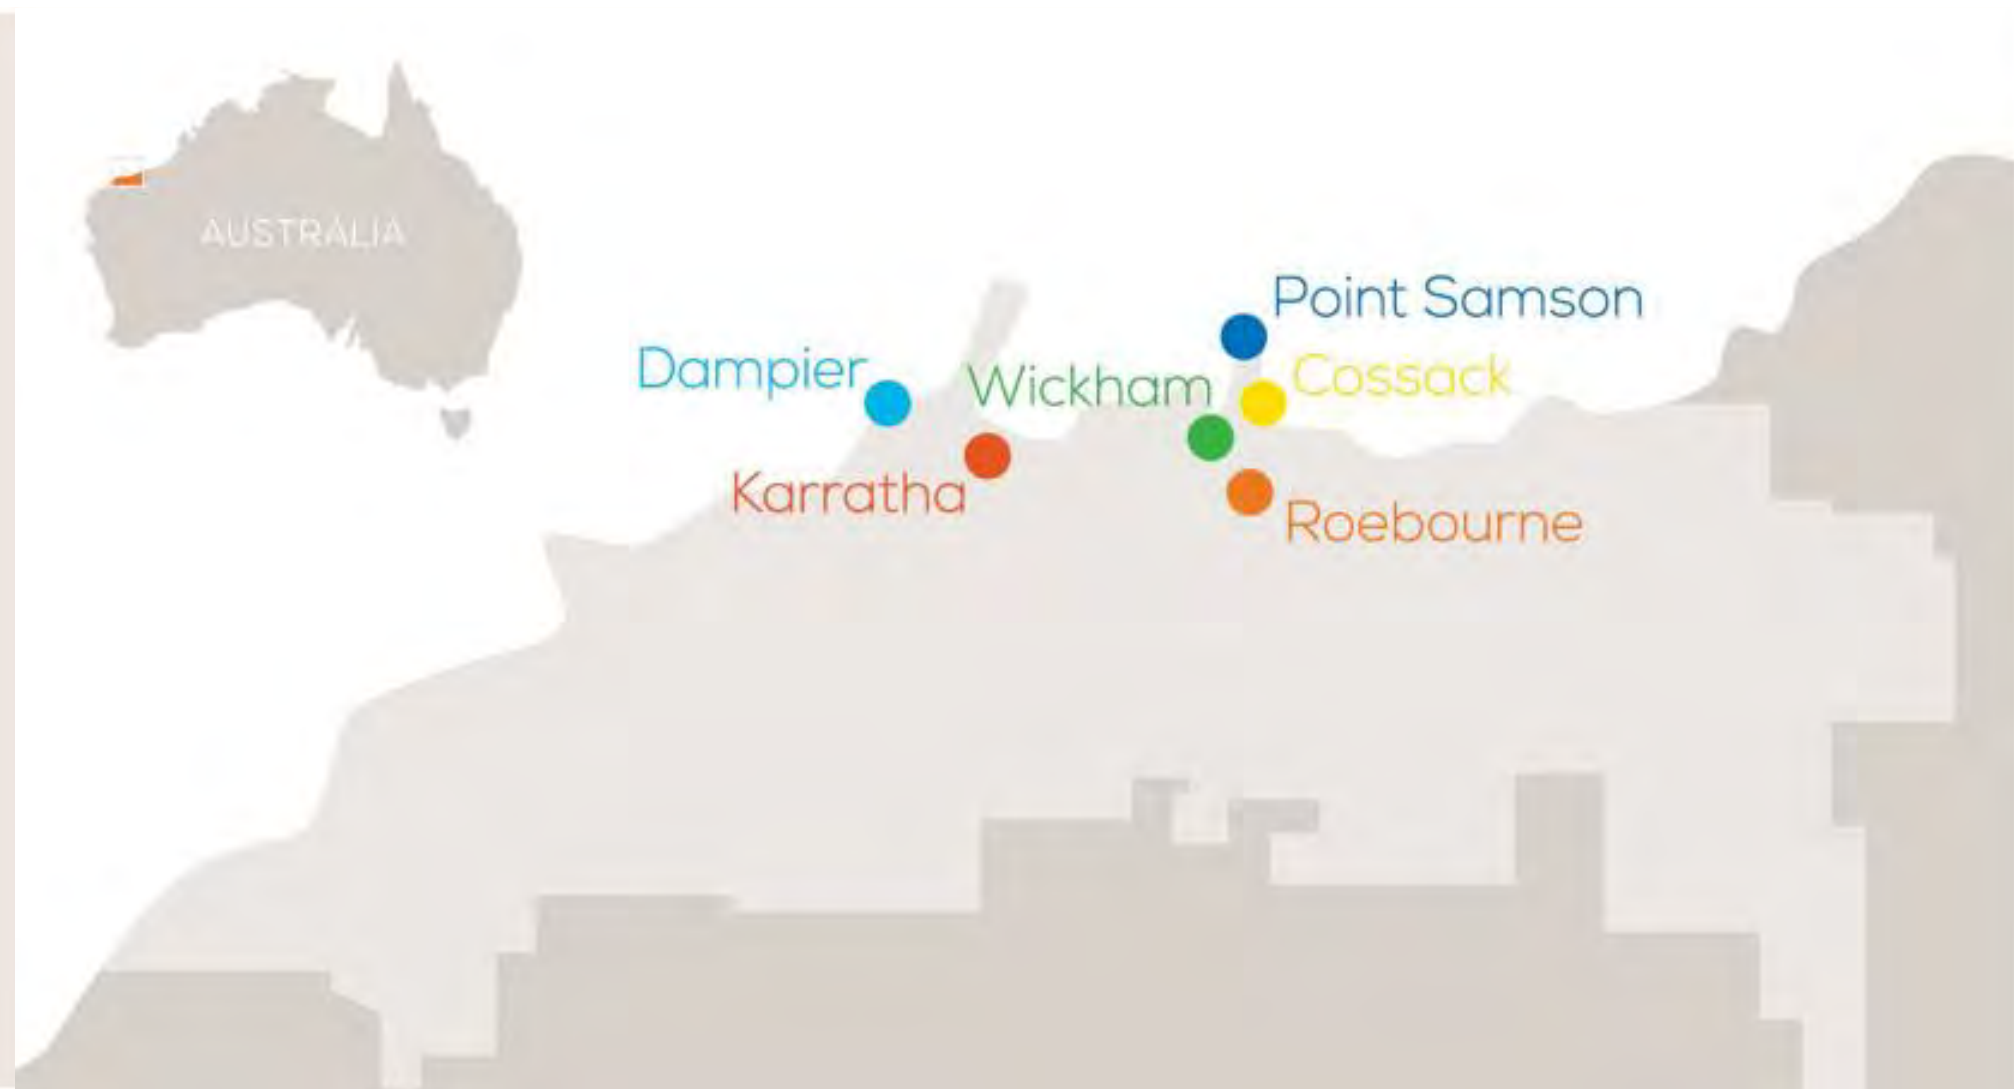 AUSTRALIA
Point Samson
Dampier
Wickham
Cossack
Karratha
Roebourne